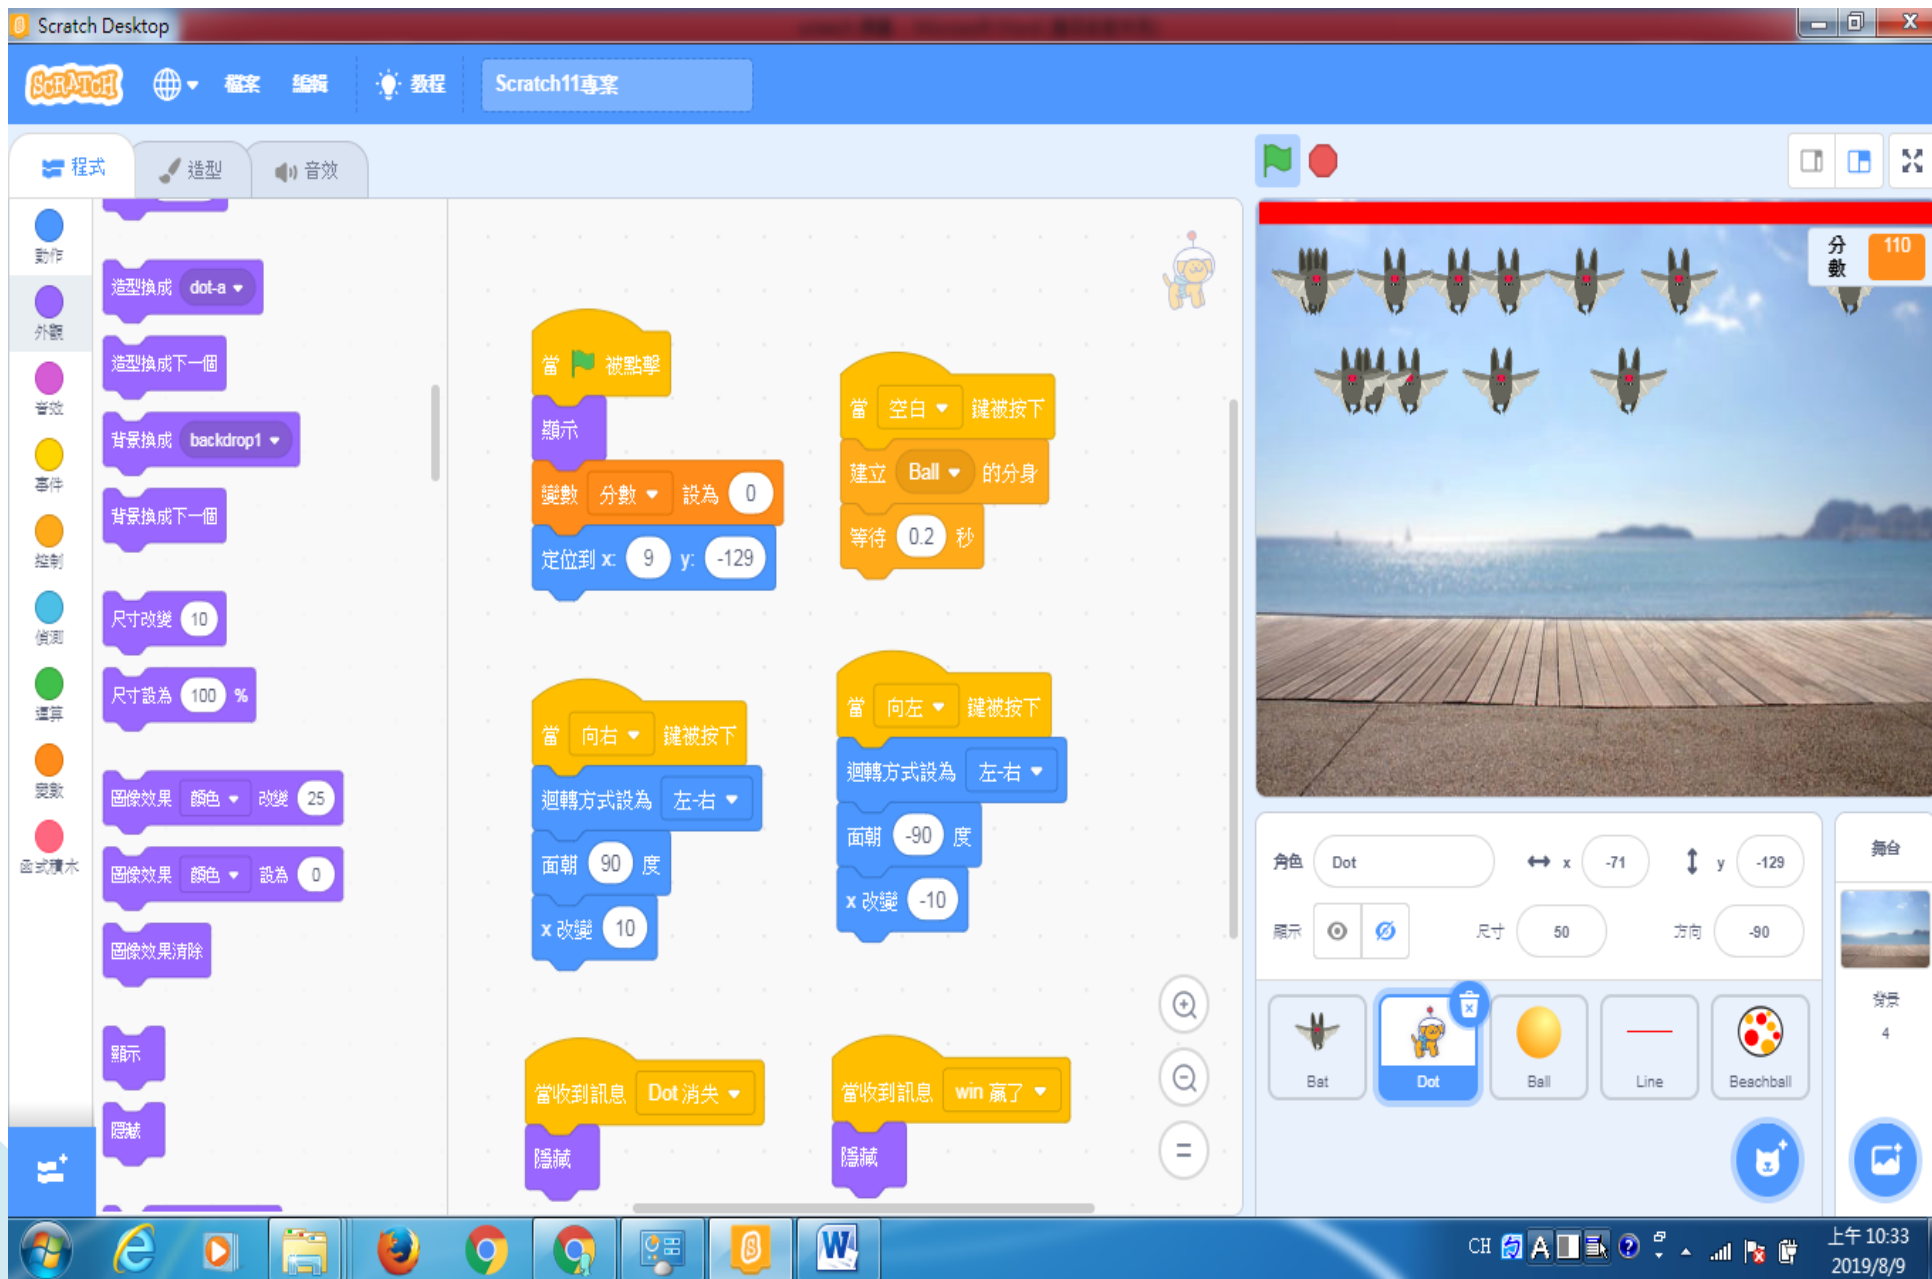 Scratch Desktop
SCRATCH
檔案
編輯
教程
Scratch11專案
程式
造型
音效
動作
外觀
音效
事件
控制
偵測
運算
變數
函式積木
造型換成 dot-a
造型換成下一個
背景換成 backdrop1
背景換成下一個
尺寸改變 10
尺寸設為 100 %
圖像效果 顏色 改變 25
圖像效果 顏色 設為 0
圖像效果清除
顯示
隱藏
當 被點擊
顯示
變數 分數 設為 0
定位到 x: 9 y: -129
當 空白 鍵被按下
建立 Ball 的分身
等待 0.2 秒
當 向右 鍵被按下
迴轉方式設為 左-右
面朝 90 度
x 改變 10
當 向左 鍵被按下
迴轉方式設為 左-右
面朝 -90 度
x 改變 -10
當收到訊息 Dot 消失
隱藏
當收到訊息 win 贏了
隱藏
分數 110
角色 Dot x -71 y -129
顯示 尺寸 50 方向 -90
Bat
Dot
Ball
Line
Beachball
舞台
背景
4
CH
上午 10:33
2019/8/9